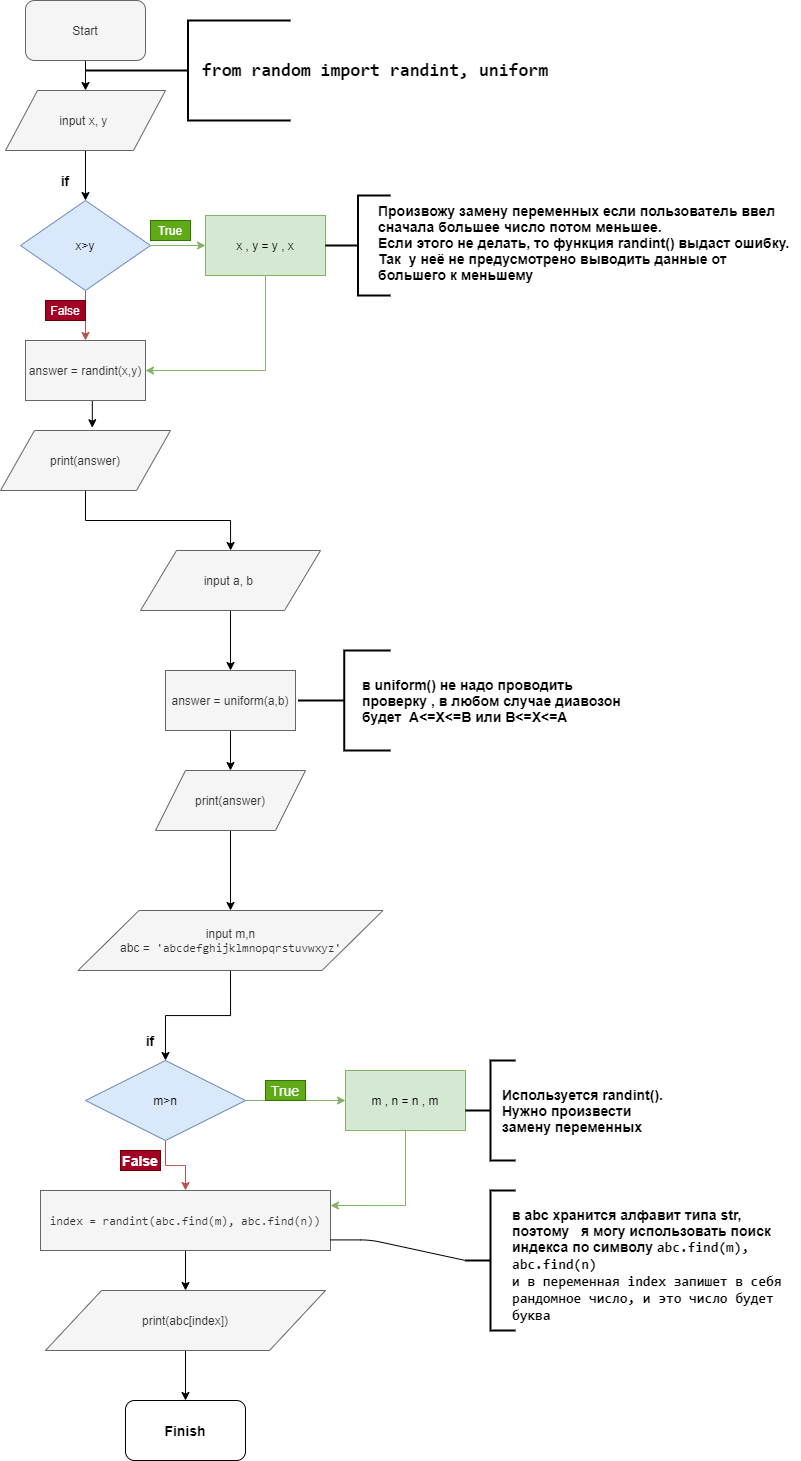 Start
from random import randint, uniform
input x, y
if
x>y
True
x , y = y , x
Произвожу замену переменных если пользователь ввел
сначала большее число потом меньшее.
Если этого не делать, то функция randint() выдаст ошибку.
Так у неё не предусмотрено выводить данные от
большего к меньшему
False
answer = randint(x,y)
print(answer)
input a, b
answer = uniform(a,b)
в uniform() не надо проводить
проверку , в любом случае диавозон
будет A<=X<=B или B<=X<=A
print(answer)
input m,n
abc = 'abcdefghijklmnopqrstuvwxyz'
if
m>n
True
m , n = n , m
Используется randint().
Нужно произвести
замену переменных
False
index = randint(abc.find(m), abc.find(n))
в abc хранится алфавит типа str,
поэтому я могу использовать поиск
индекса по символу abc.find(m),
abc.find(n)
и в переменная index запишет в себя
рандомное число, и это число будет
буква
print(abc[index])
Finish